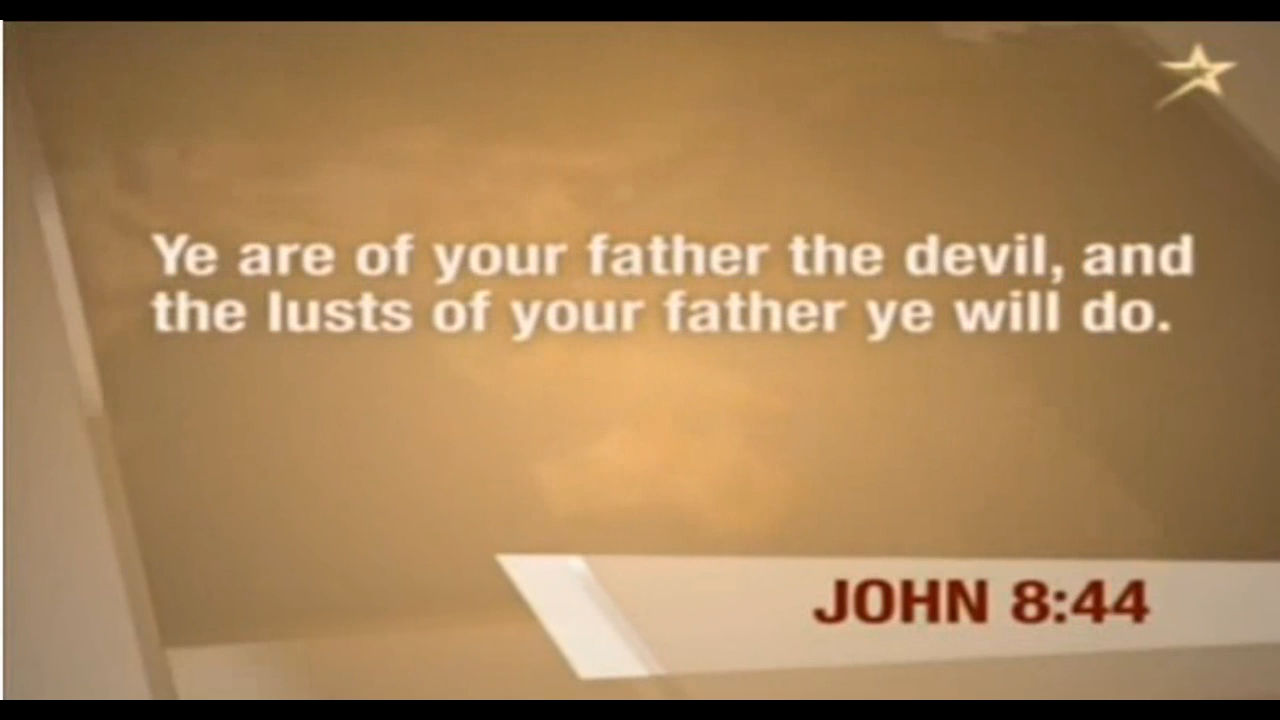 Ye are of your father the devil, and
the lusts of your father ye will do.
JOHN 8:44